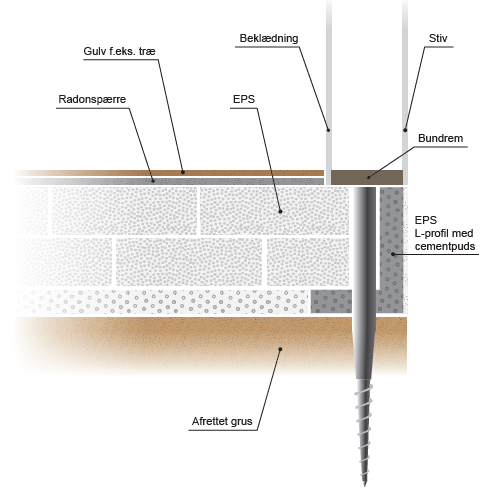 Beklædning
Stiv
Gulv f.eks. træ
Radonspærre
EPS
Bundrem
EPS
L-profil med
cementpuds
Afrettet grus